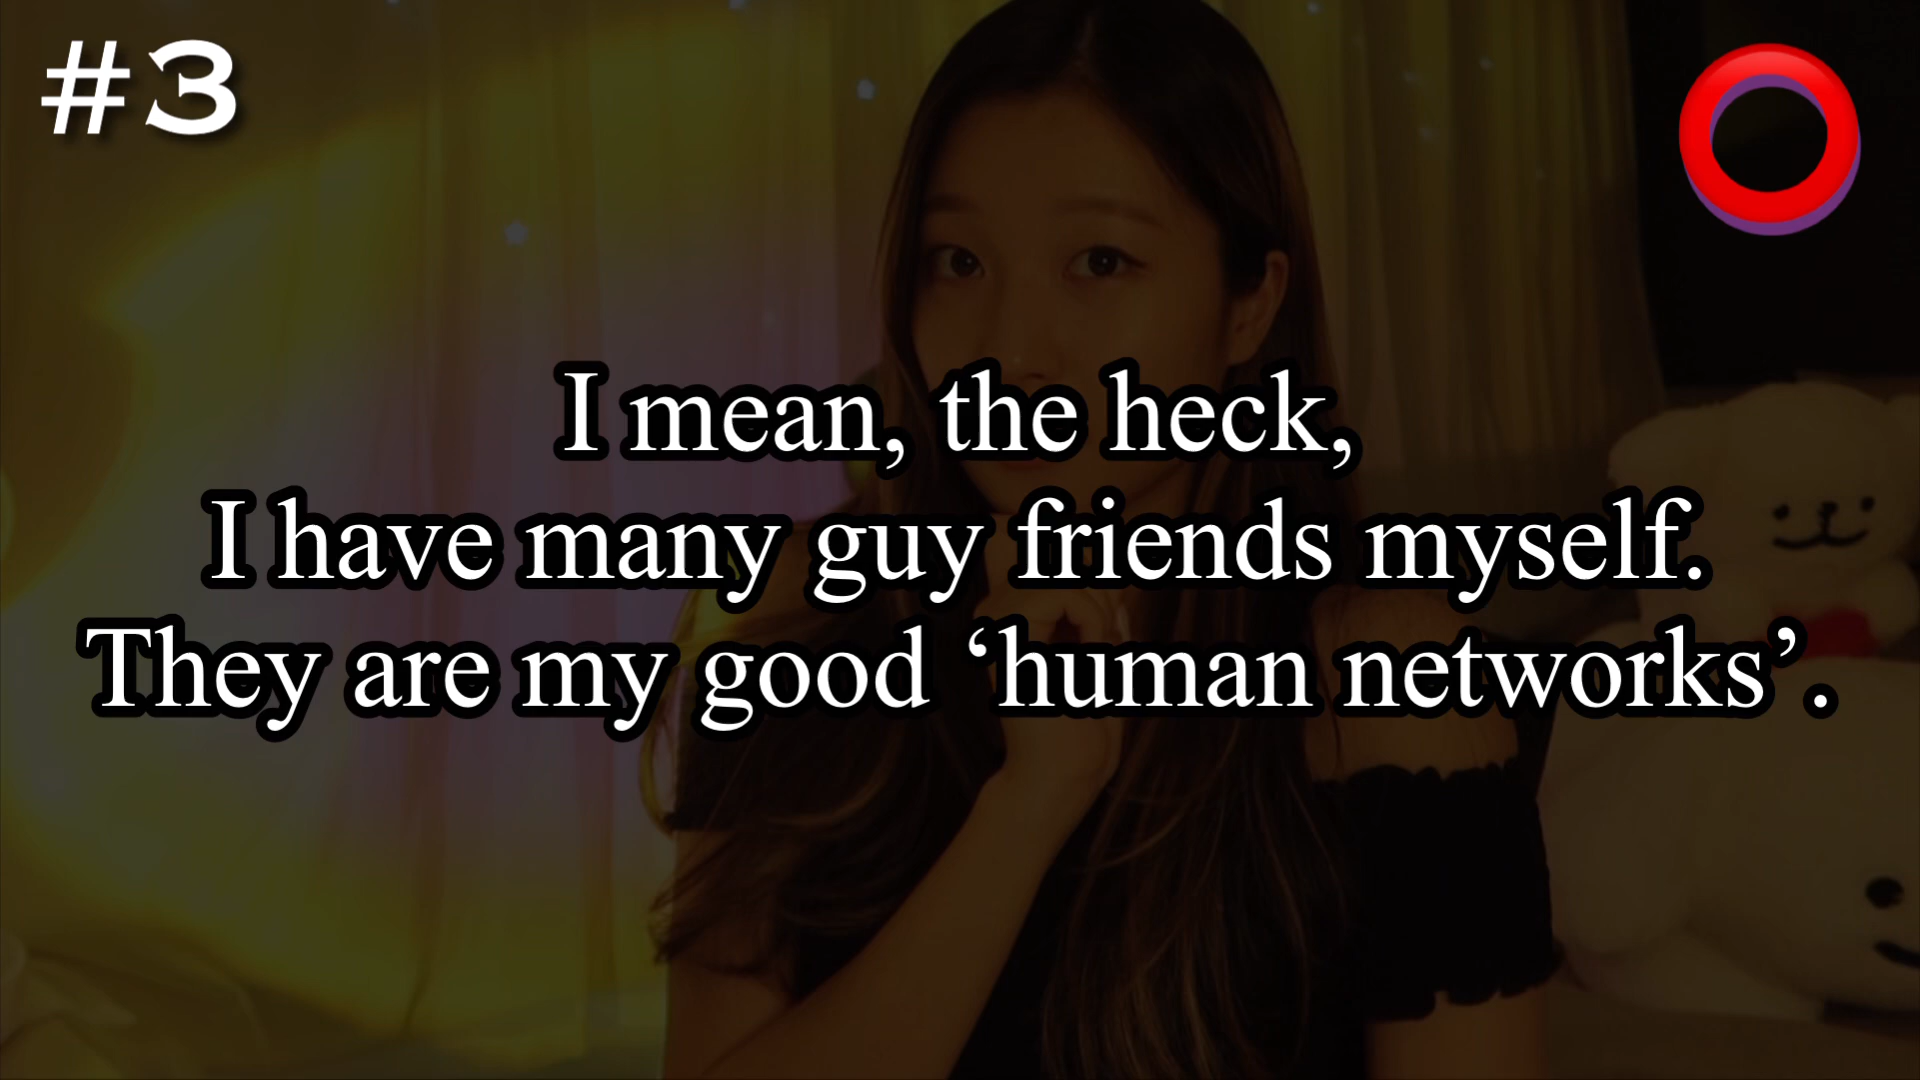 #3
I mean, the heck,
I have many guy friends myself.
They are my good ‘human networks’.